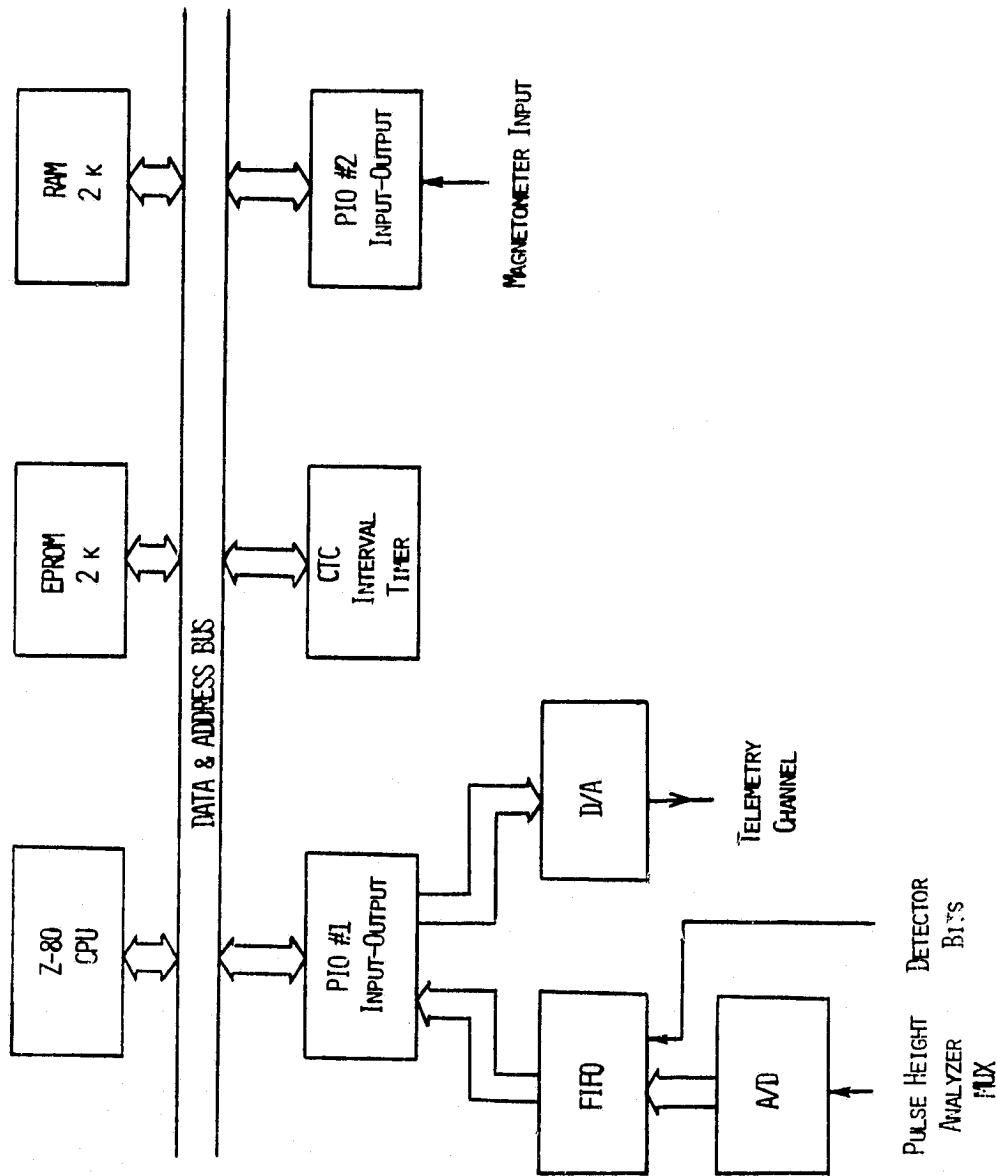 Z-80
CPU
EPROM
2 K
RAM
2 K
DATA & ADDRESS BUS
PIO #1
INPUT-OUTPUT
CTC
INTERVAL
TIMER
PIO #2
INPUT-OUTPUT
MAGNETOMETER INPUT
FIFO
D/A
A/D
TELEMETRY
CHANNEL
PULSE HEIGHT
ANALYZER
MUX
DETECTOR
BITS